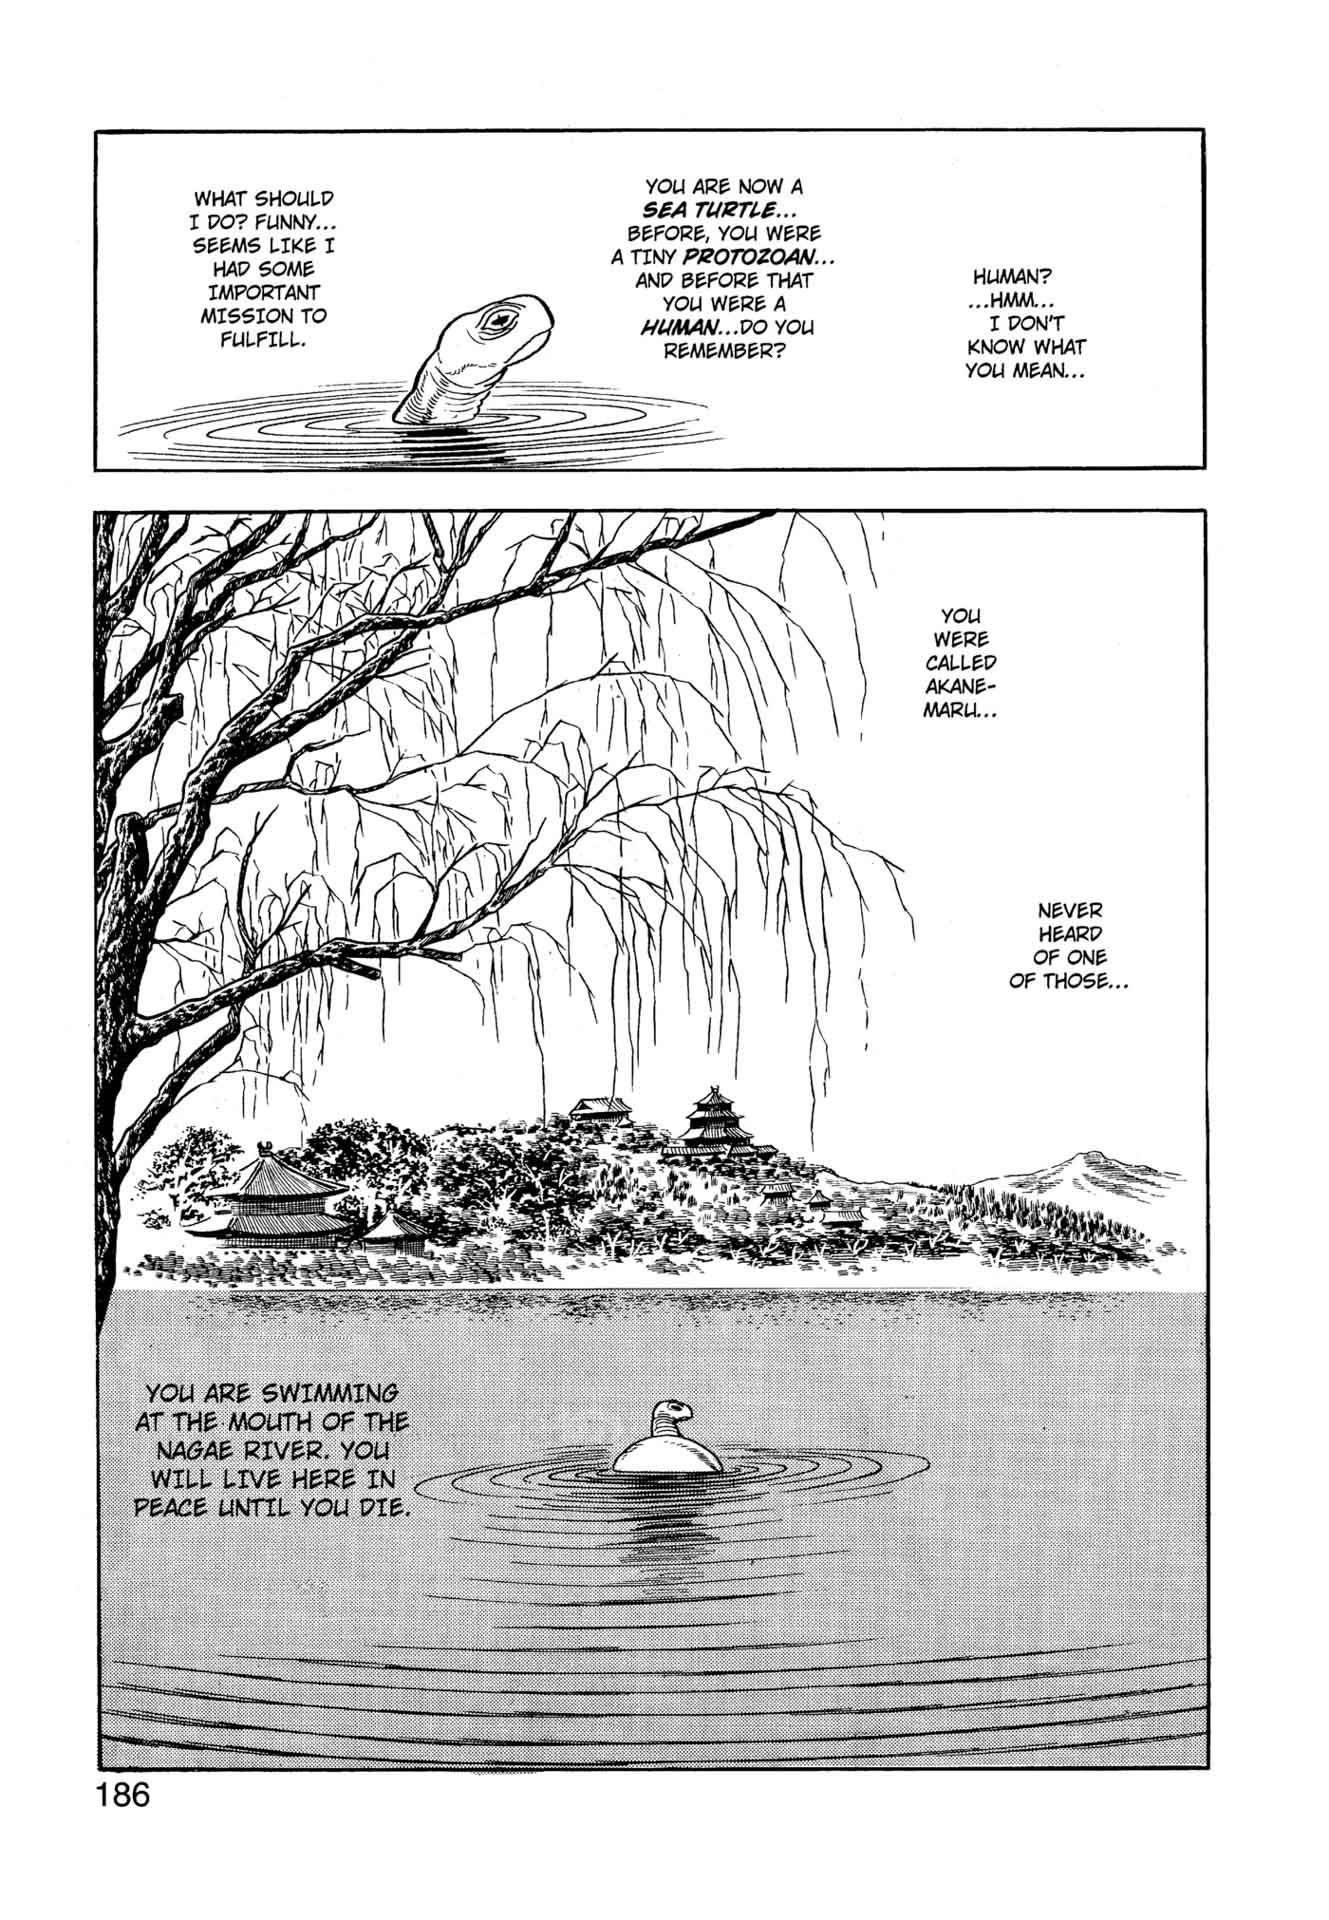 WHAT SHOULD
I DO? FUNNY...
SEEMS LIKE I
HAD SOME
IMPORTANT
MISSION TO
FULFILL.
YOU ARE NOW A
SEA TURTLE...
BEFORE, YOU WERE
A TINY PROTOZOAN...
AND BEFORE THAT
YOU WERE A
HUMAN...DO YOU
REMEMBER?
HUMAN?
...HMM...
I DON'T
KNOW WHAT
YOU MEAN...
YOU
WERE
CALLED
AKANE-
MARU...
NEVER
HEARD
OF ONE
OF THOSE...
YOU ARE SWIMMING
AT THE MOUTH OF THE
NAGAE RIVER. YOU
WILL LIVE HERE IN
PEACE UNTIL YOU DIE.
186